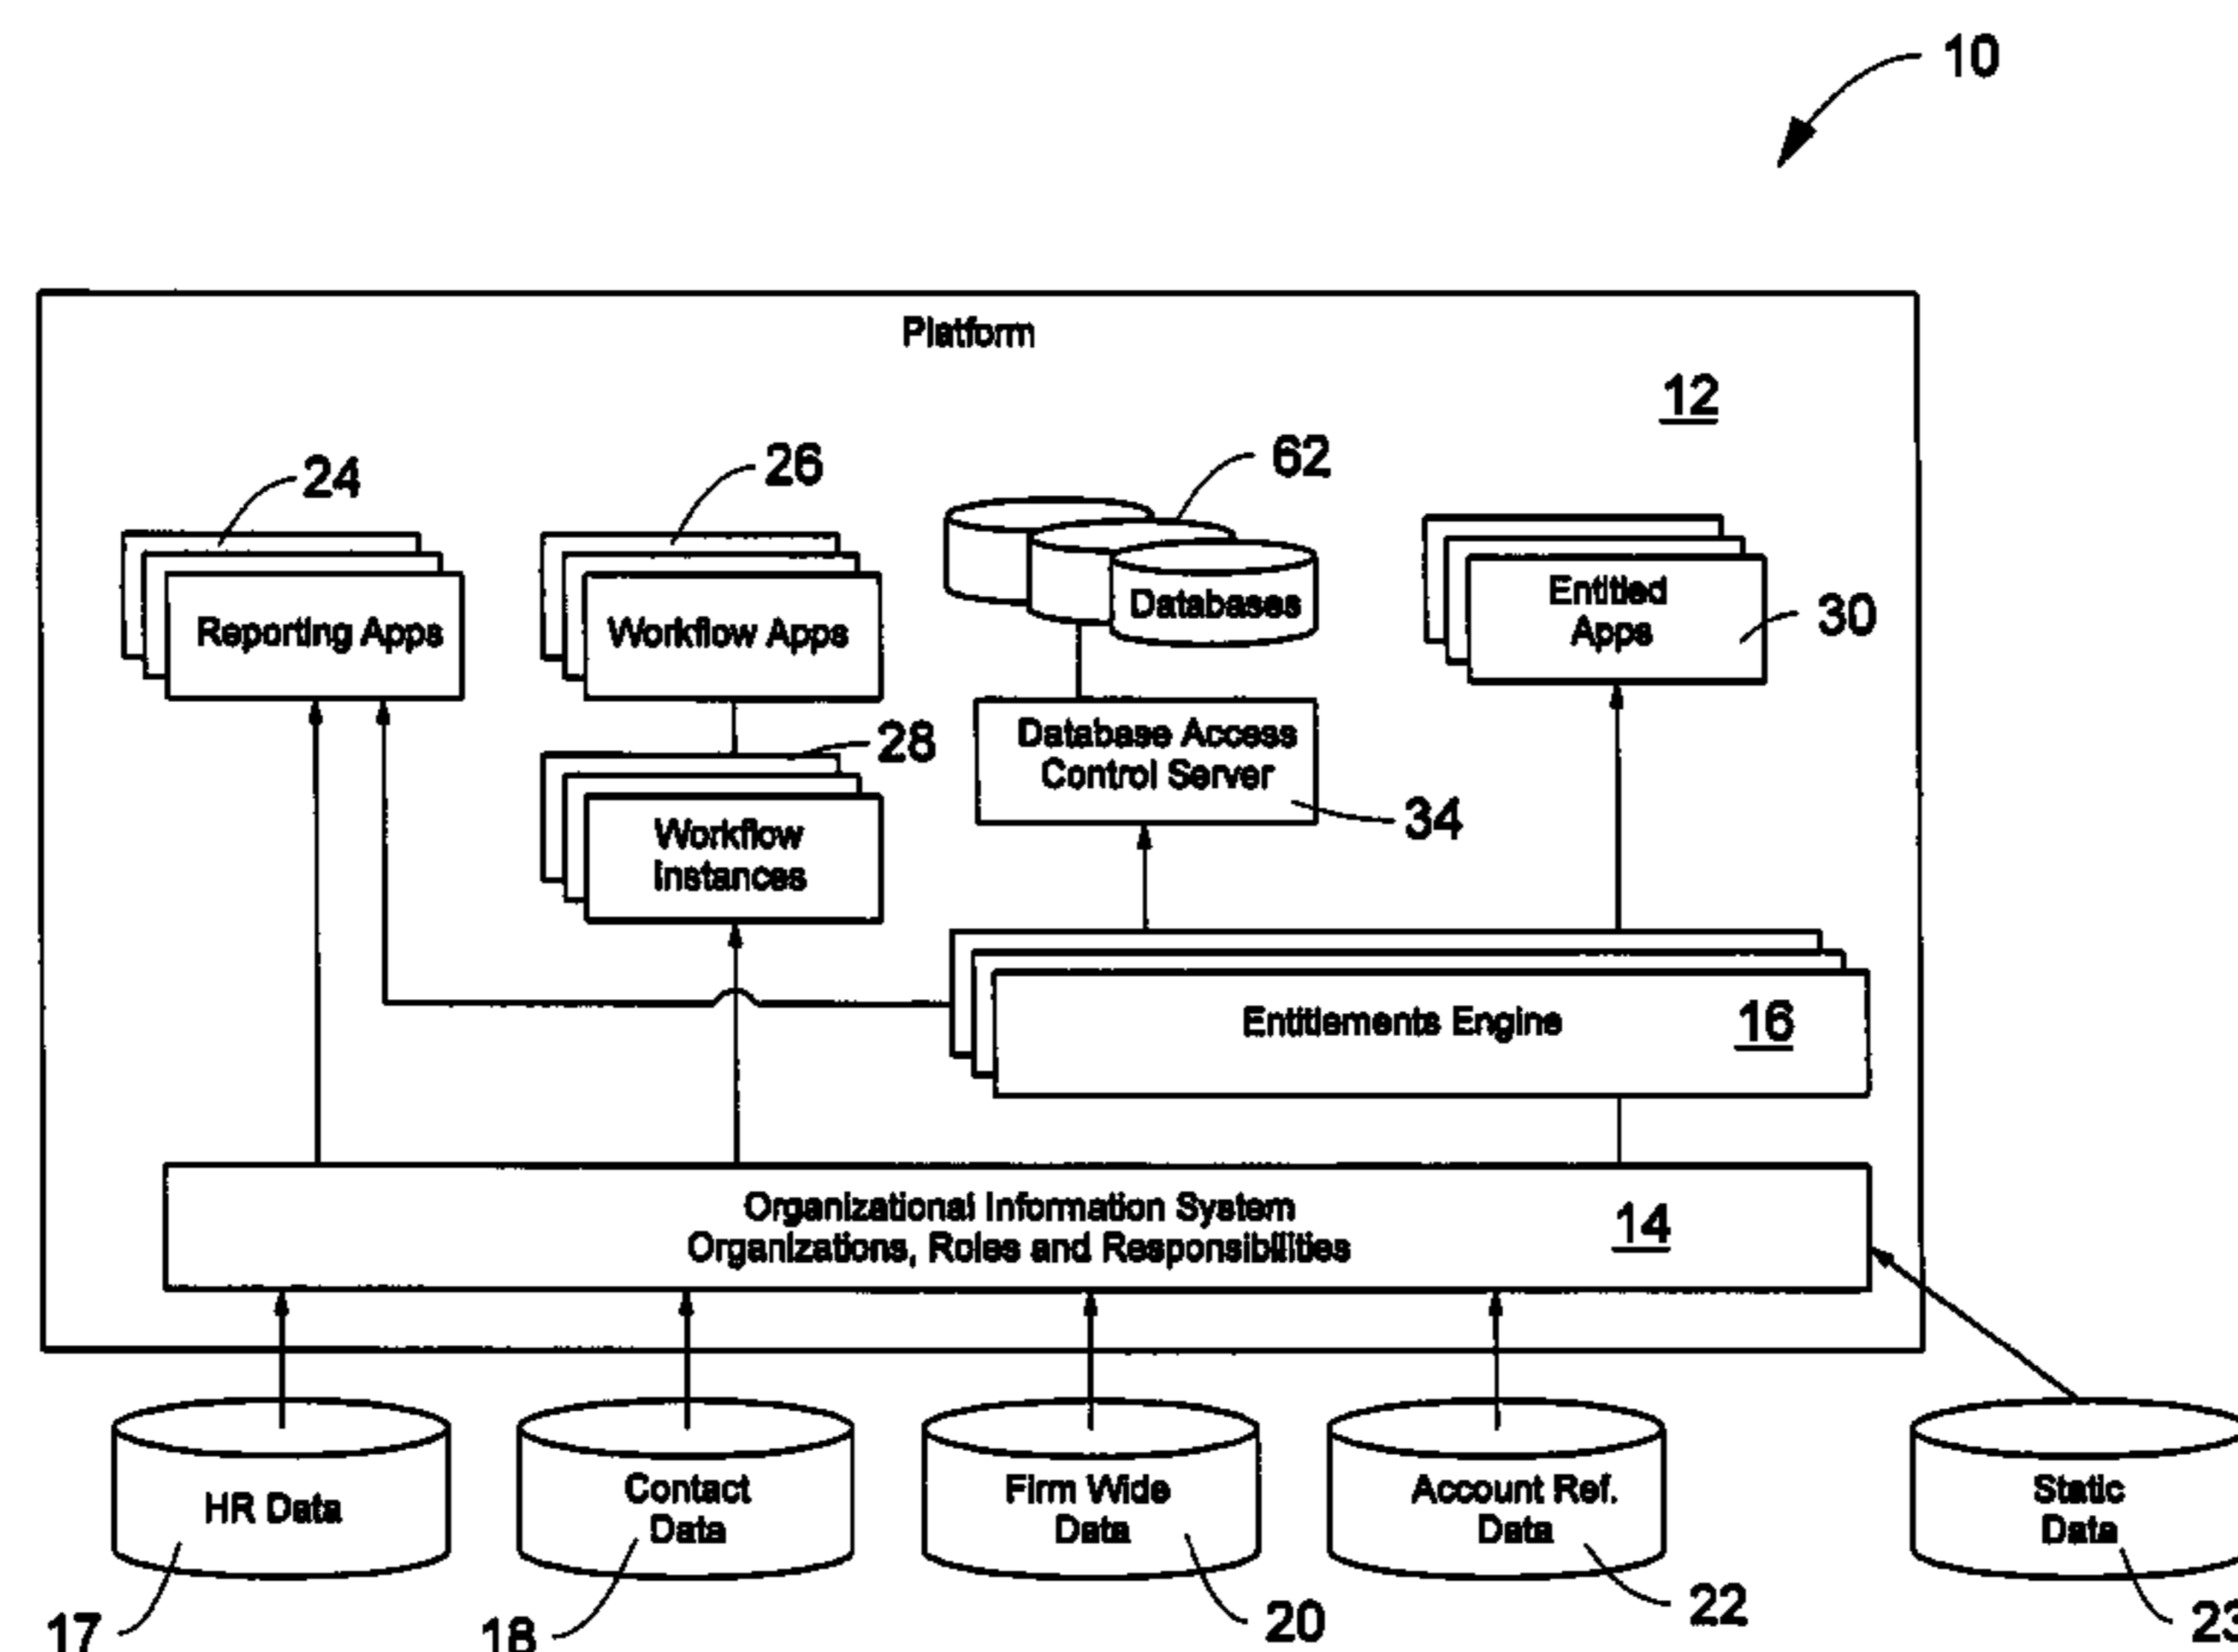 10
Platform
12
24
26
62
Reporting Apps
Workflow Apps
Databases
Entitled
Apps
30
28
Database Access
Control Server
34
Workflow
Instances
Entitlements Engine
16
Organizational Information System
Organizations, Roles and Responsibilities
14
HR Data
Contact
Data
Firm Wide
Data
Account Ref.
Data
Static
Data
17
18
20
22
23